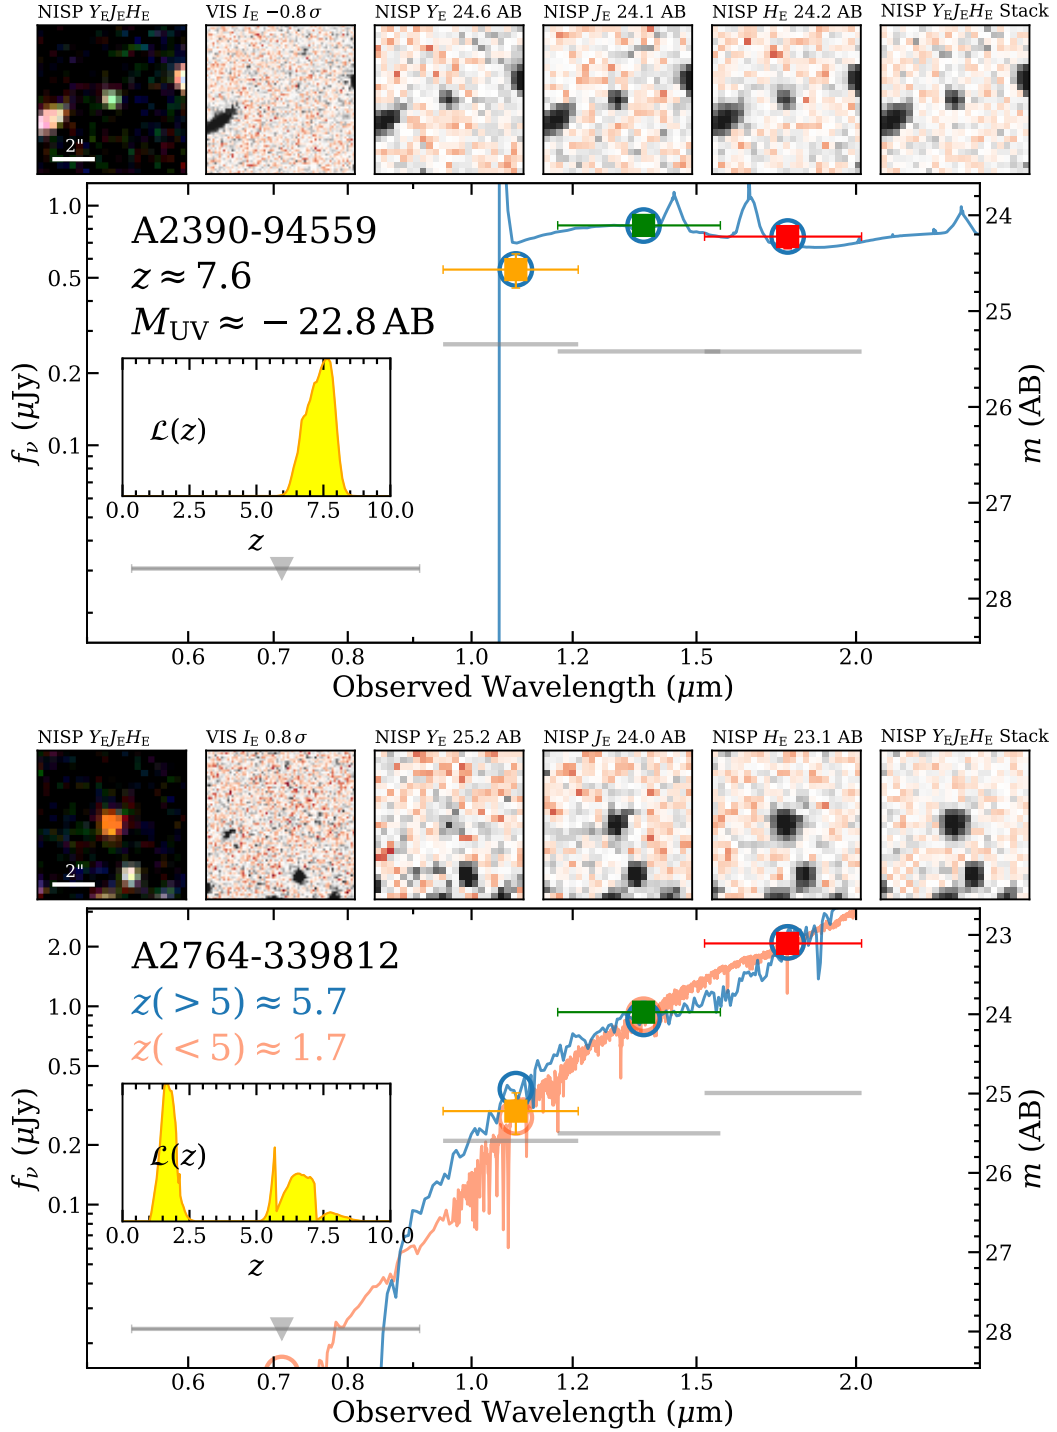 NISP YEJEHE
VIS IE −0.8 σ
NISP YE 24.6 AB
NISP JE 24.1 AB
NISP HE 24.2 AB
NISP YEJEHE Stack
2"
A2390-94559
z ≈ 7.6
MUV ≈ − 22.8 AB
ℒ(z)
0.0 2.5 5.0 7.5 10.0
z
1.0
0.5
0.2
0.1
fν (μJy)
24
25
26
27
28
m (AB)
0.6 0.7 0.8 1.0 1.2 1.5 2.0
Observed Wavelength (μm)
NISP YEJEHE
VIS IE 0.8 σ
NISP YE 25.2 AB
NISP JE 24.0 AB
NISP HE 23.1 AB
NISP YEJEHE Stack
2"
A2764-339812
z( > 5) ≈ 5.7
z( < 5) ≈ 1.7
ℒ(z)
0.0 2.5 5.0 7.5 10.0
z
2.0
1.0
0.5
0.2
0.1
fν (μJy)
23
24
25
26
27
28
m (AB)
0.6 0.7 0.8 1.0 1.2 1.5 2.0
Observed Wavelength (μm)